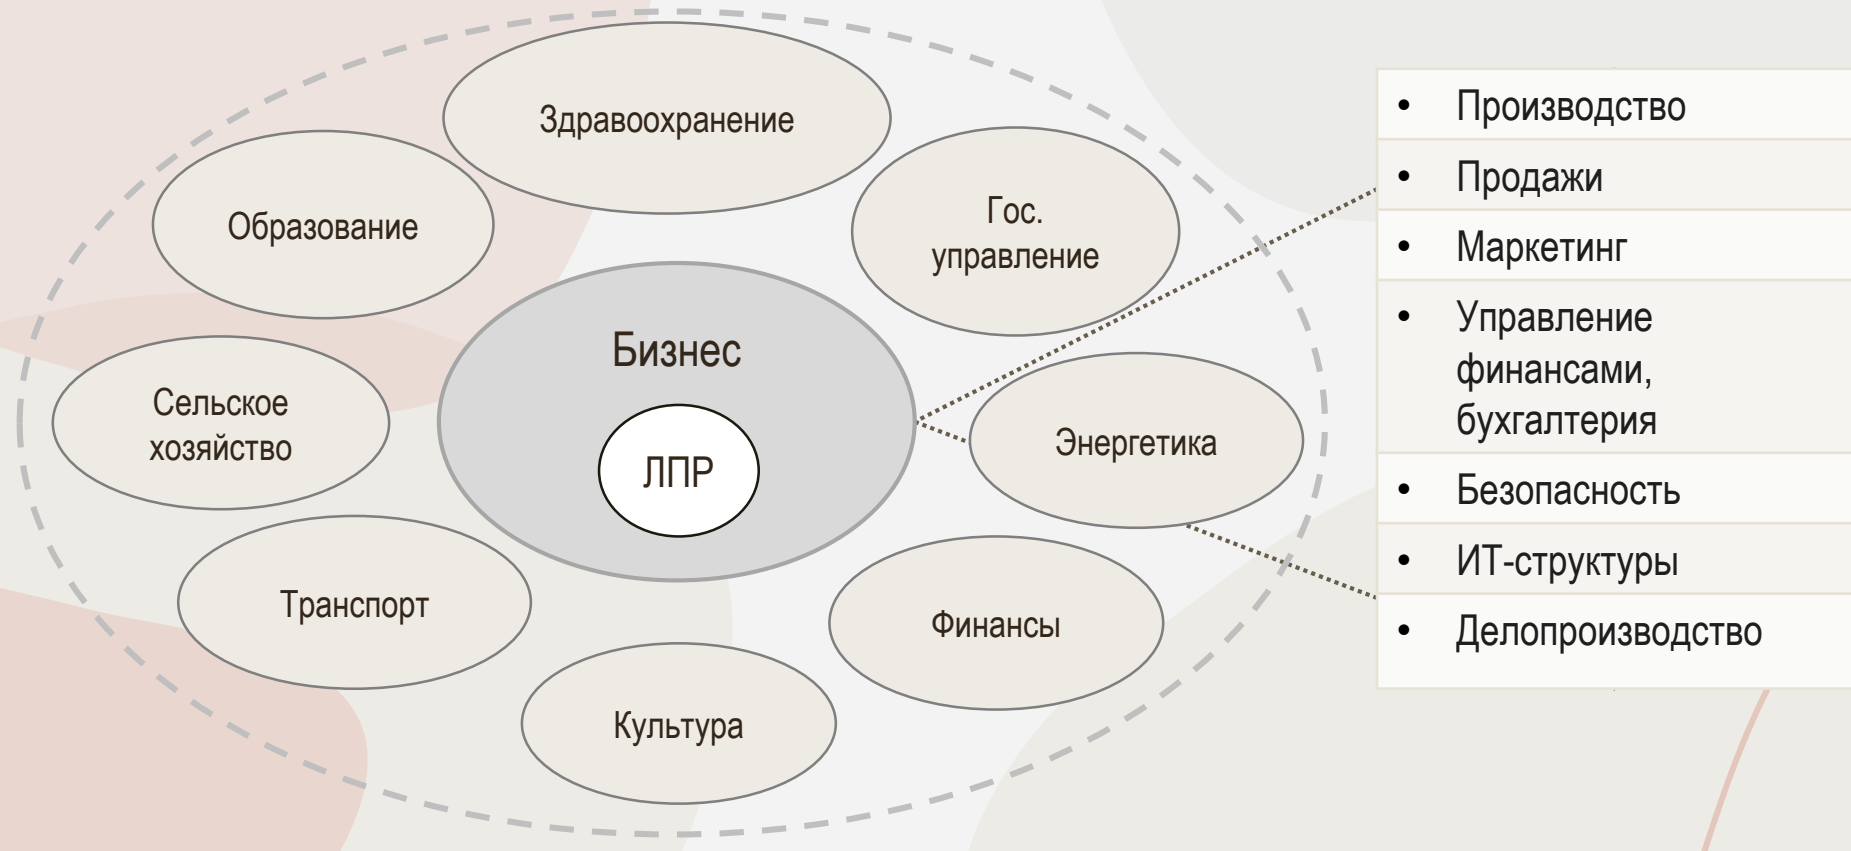 Здравоохранение
Образование
Гос.
управление
Бизнес
ЛПР
Сельское
хозяйство
Энергетика
Транспорт
Финансы
Культура
• Производство
• Продажи
• Маркетинг
• Управление
финансами,
бухгалтерия
• Безопасность
• ИТ-структуры
• Делопроизводство